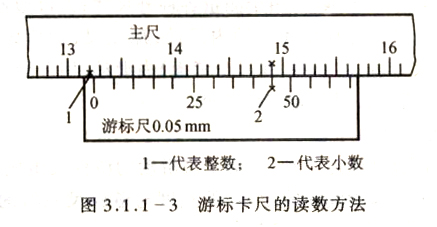 主尺
13 14 15 16
0 25 50
1 2
游标尺0.05 mm
1—代表整数; 2—代表小数
图 3.1.1-3 游标卡尺的读数方法